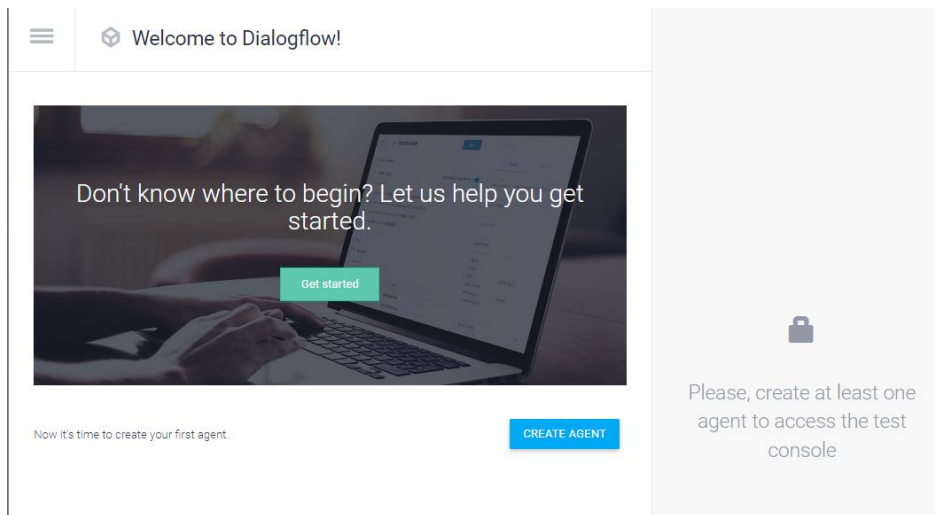 Welcome to Dialogflow!
Don't know where to begin? Let us help you get
started.
Get started
Now it's time to create your first agent.
CREATE AGENT
Please, create at least one
agent to access the test
console